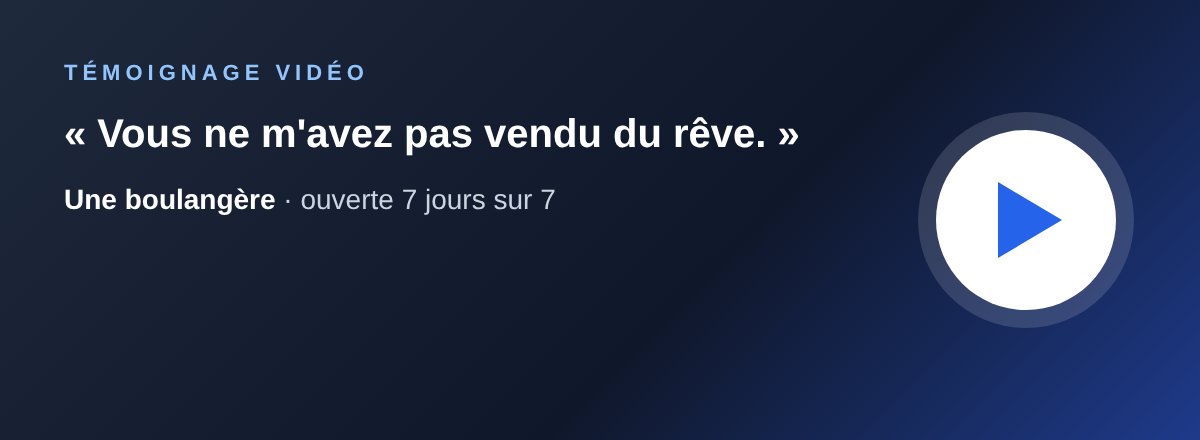 TÉMOIGNAGE VIDÉO
« Vous ne m'avez pas vendu du rêve. »
Une boulangère · ouverte 7 jours sur 7